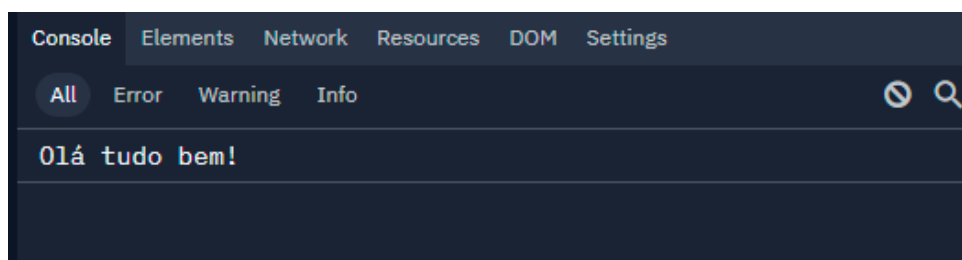 Console Elements Network Resources DOM Settings
All Error Warning Info
Olá tudo bem!